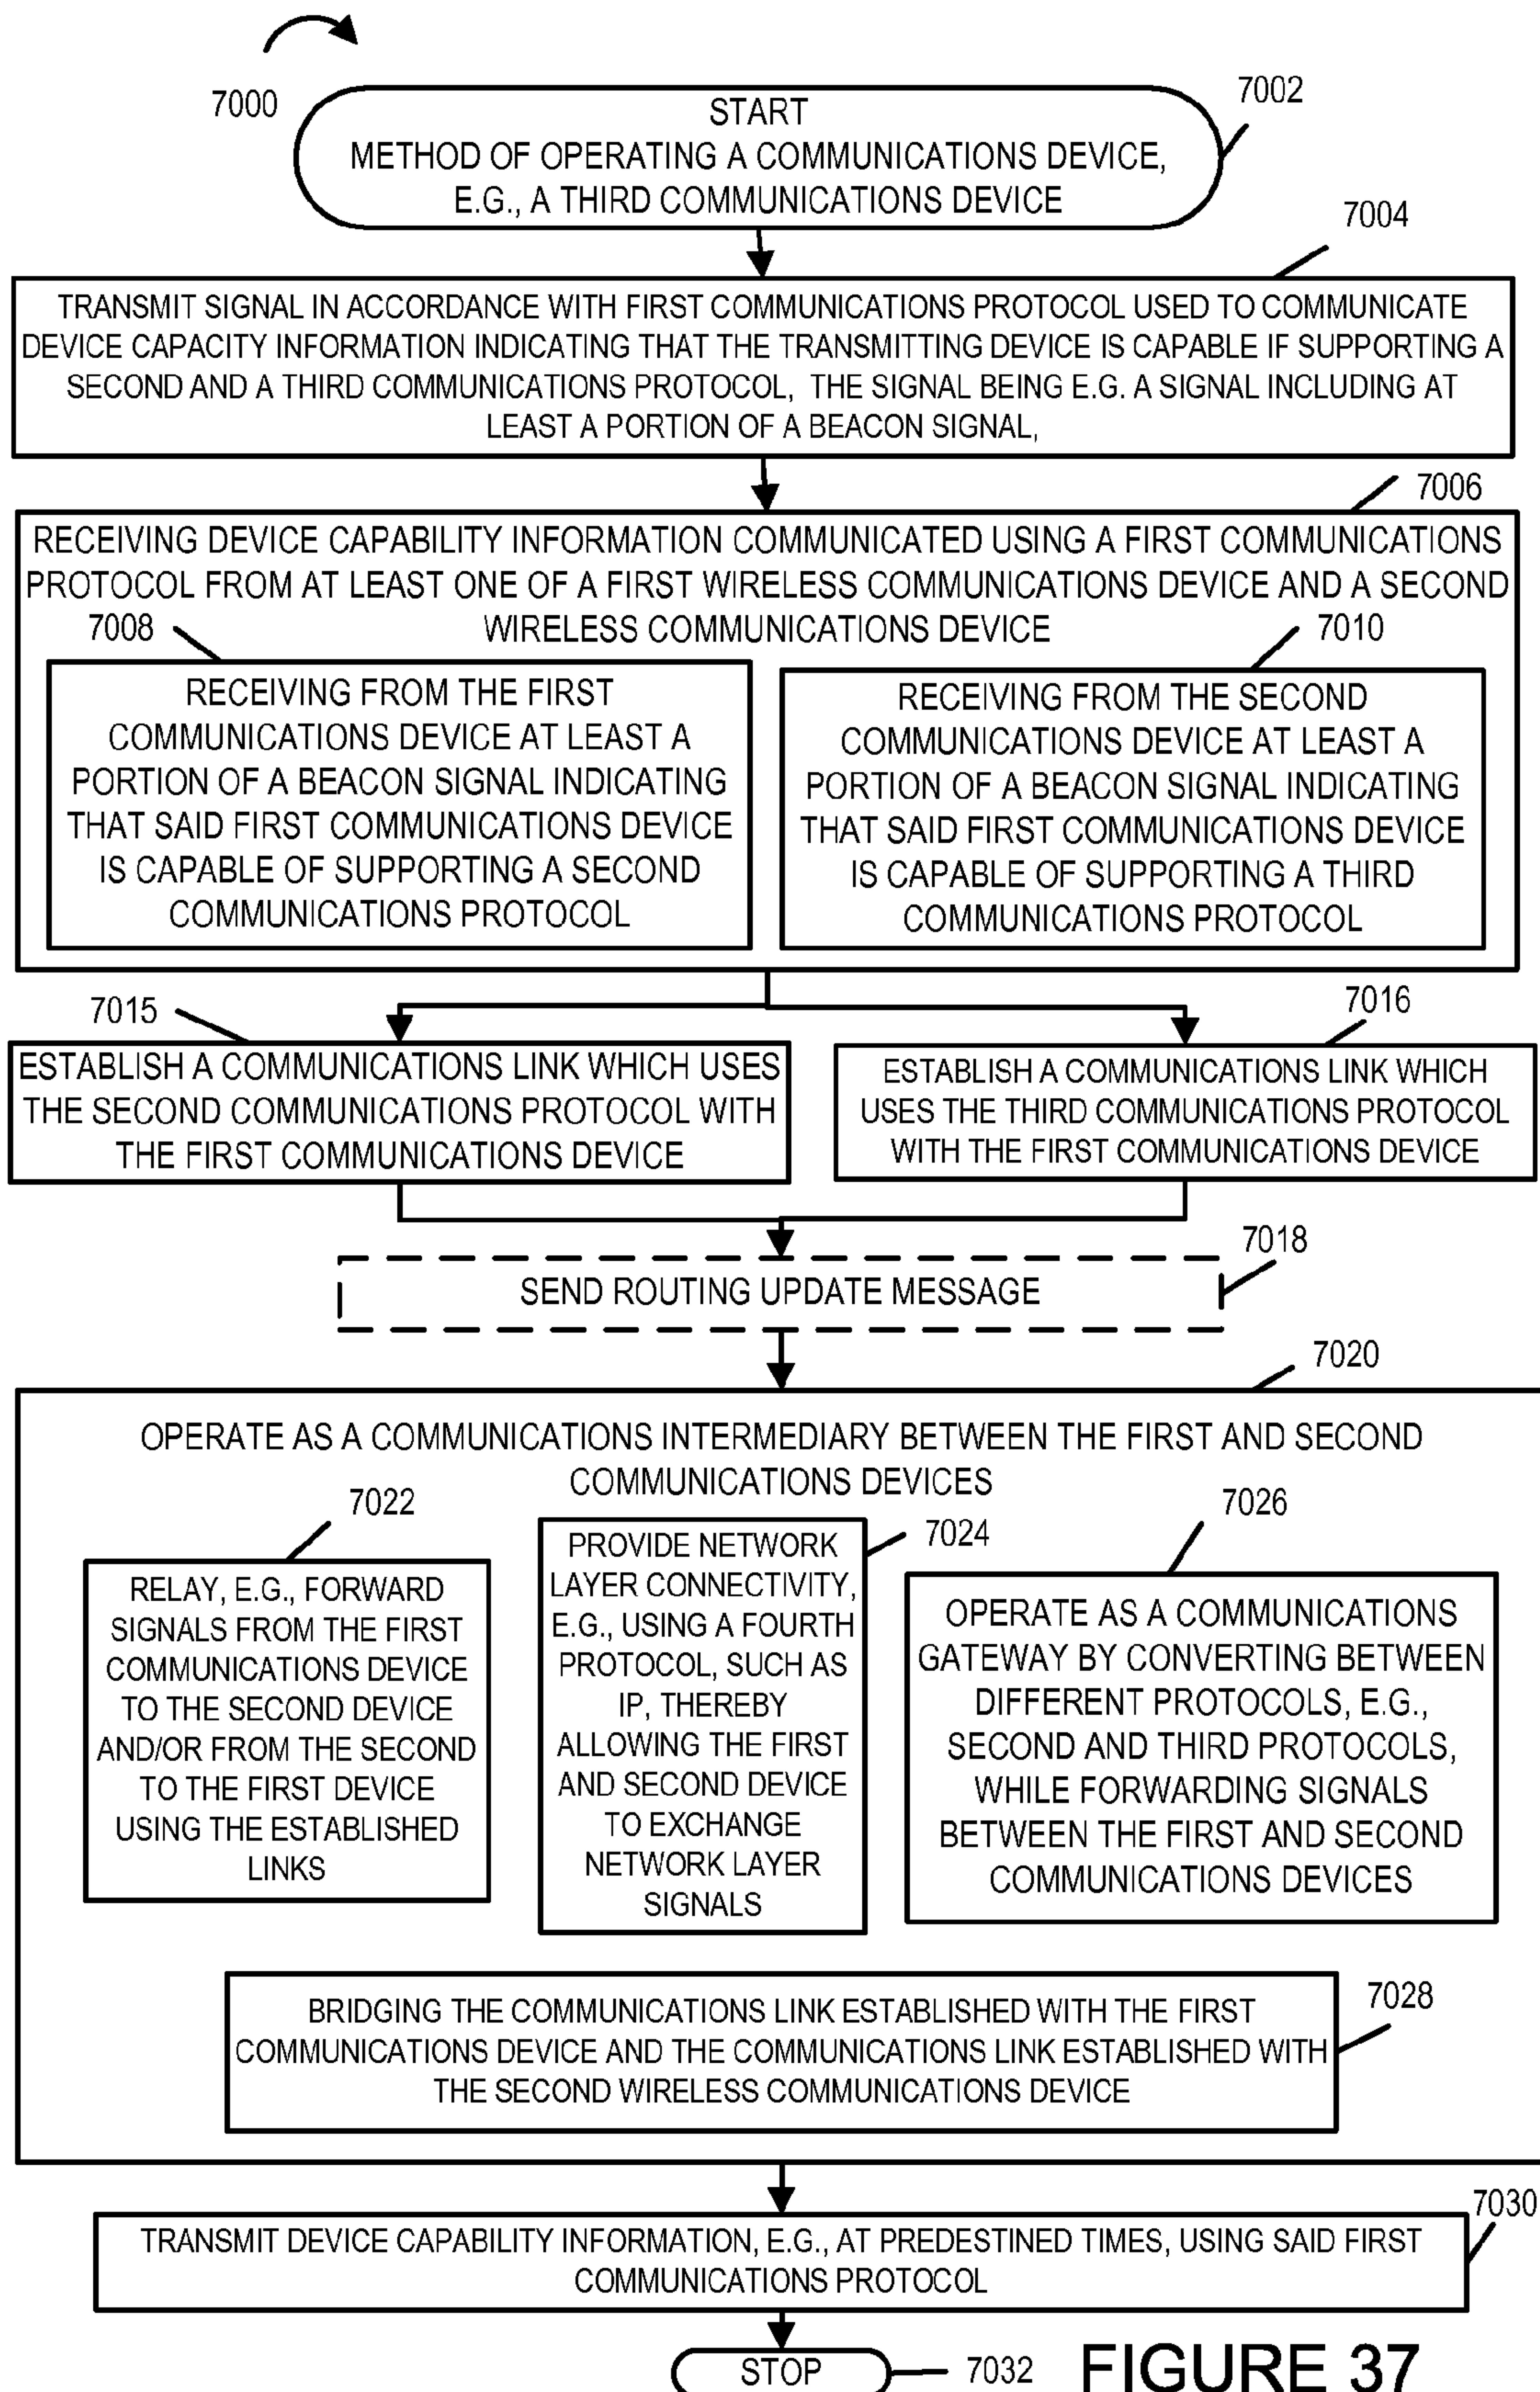 7000
7002
START
METHOD OF OPERATING A COMMUNICATIONS DEVICE,
E.G., A THIRD COMMUNICATIONS DEVICE
7004
TRANSMIT SIGNAL IN ACCORDANCE WITH FIRST COMMUNICATIONS PROTOCOL USED TO COMMUNICATE
DEVICE CAPACITY INFORMATION INDICATING THAT THE TRANSMITTING DEVICE IS CAPABLE IF SUPPORTING A
SECOND AND A THIRD COMMUNICATIONS PROTOCOL, THE SIGNAL BEING E.G. A SIGNAL INCLUDING AT
LEAST A PORTION OF A BEACON SIGNAL,
7006
RECEIVING DEVICE CAPABILITY INFORMATION COMMUNICATED USING A FIRST COMMUNICATIONS
PROTOCOL FROM AT LEAST ONE OF A FIRST WIRELESS COMMUNICATIONS DEVICE AND A SECOND
WIRELESS COMMUNICATIONS DEVICE
7008
RECEIVING FROM THE FIRST
COMMUNICATIONS DEVICE AT LEAST A
PORTION OF A BEACON SIGNAL INDICATING
THAT SAID FIRST COMMUNICATIONS DEVICE
IS CAPABLE OF SUPPORTING A SECOND
COMMUNICATIONS PROTOCOL
7010
RECEIVING FROM THE SECOND
COMMUNICATIONS DEVICE AT LEAST A
PORTION OF A BEACON SIGNAL INDICATING
THAT SAID FIRST COMMUNICATIONS DEVICE
IS CAPABLE OF SUPPORTING A THIRD
COMMUNICATIONS PROTOCOL
7015
ESTABLISH A COMMUNICATIONS LINK WHICH USES
THE SECOND COMMUNICATIONS PROTOCOL WITH
THE FIRST COMMUNICATIONS DEVICE
7016
ESTABLISH A COMMUNICATIONS LINK WHICH
USES THE THIRD COMMUNICATIONS PROTOCOL
WITH THE FIRST COMMUNICATIONS DEVICE
7018
SEND ROUTING UPDATE MESSAGE
7020
OPERATE AS A COMMUNICATIONS INTERMEDIARY BETWEEN THE FIRST AND SECOND
COMMUNICATIONS DEVICES
7022
RELAY, E.G., FORWARD
SIGNALS FROM THE FIRST
COMMUNICATIONS DEVICE
TO THE SECOND DEVICE
AND/OR FROM THE SECOND
TO THE FIRST DEVICE
USING THE ESTABLISHED
LINKS
7024
PROVIDE NETWORK
LAYER CONNECTIVITY,
E.G., USING A FOURTH
PROTOCOL, SUCH AS
IP, THEREBY
ALLOWING THE FIRST
AND SECOND DEVICE
TO EXCHANGE
NETWORK LAYER
SIGNALS
7026
OPERATE AS A COMMUNICATIONS
GATEWAY BY CONVERTING BETWEEN
DIFFERENT PROTOCOLS, E.G.,
SECOND AND THIRD PROTOCOLS,
WHILE FORWARDING SIGNALS
BETWEEN THE FIRST AND SECOND
COMMUNICATIONS DEVICES
7028
BRIDGING THE COMMUNICATIONS LINK ESTABLISHED WITH THE FIRST
COMMUNICATIONS DEVICE AND THE COMMUNICATIONS LINK ESTABLISHED WITH
THE SECOND WIRELESS COMMUNICATIONS DEVICE
7030
TRANSMIT DEVICE CAPABILITY INFORMATION, E.G., AT PREDESTINED TIMES, USING SAID FIRST
COMMUNICATIONS PROTOCOL
STOP
7032
FIGURE 37